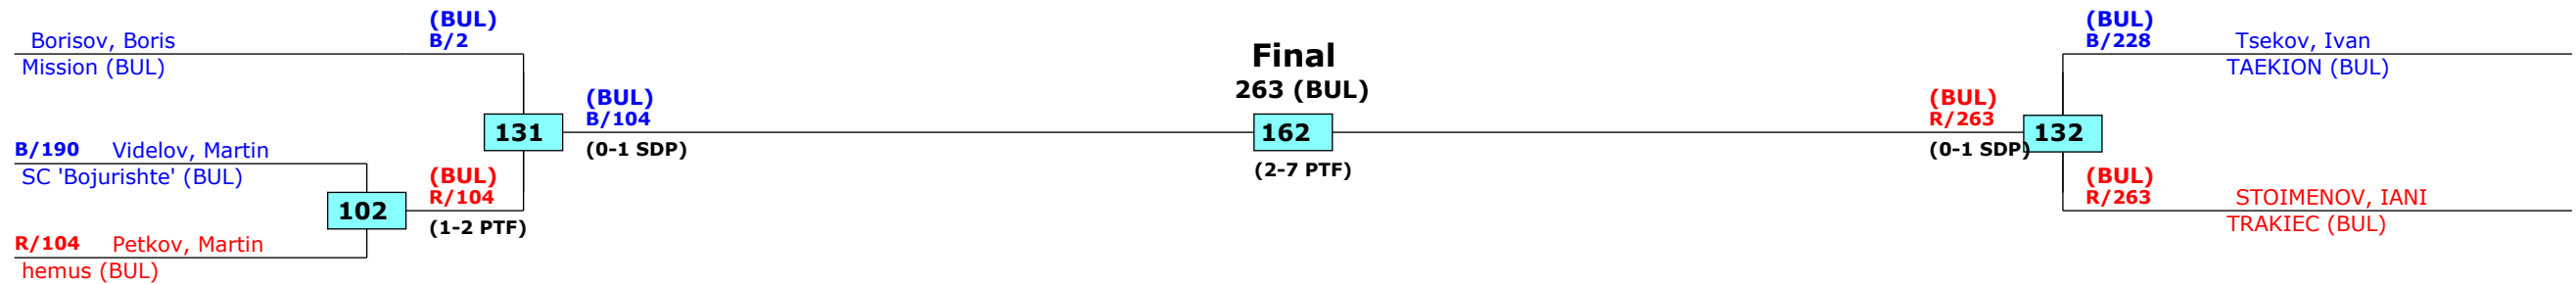 (BUL)
B/2
Borisov, Boris
Mission (BUL)
B/190 Videlov, Martin
SC 'Bojurishte' (BUL)
102
R/104 Petkov, Martin
hemus (BUL)
(BUL)
R/104
(1-2 PTF)
131
(BUL)
B/104
(0-1 SDP)
Final
263 (BUL)
162
(2-7 PTF)
(BUL)
R/263
(0-1 SDP)
132
(BUL)
B/228 Tsekov, Ivan
TAEKION (BUL)
(BUL)
R/263 STOIMENOV, IANI
TRAKIEC (BUL)